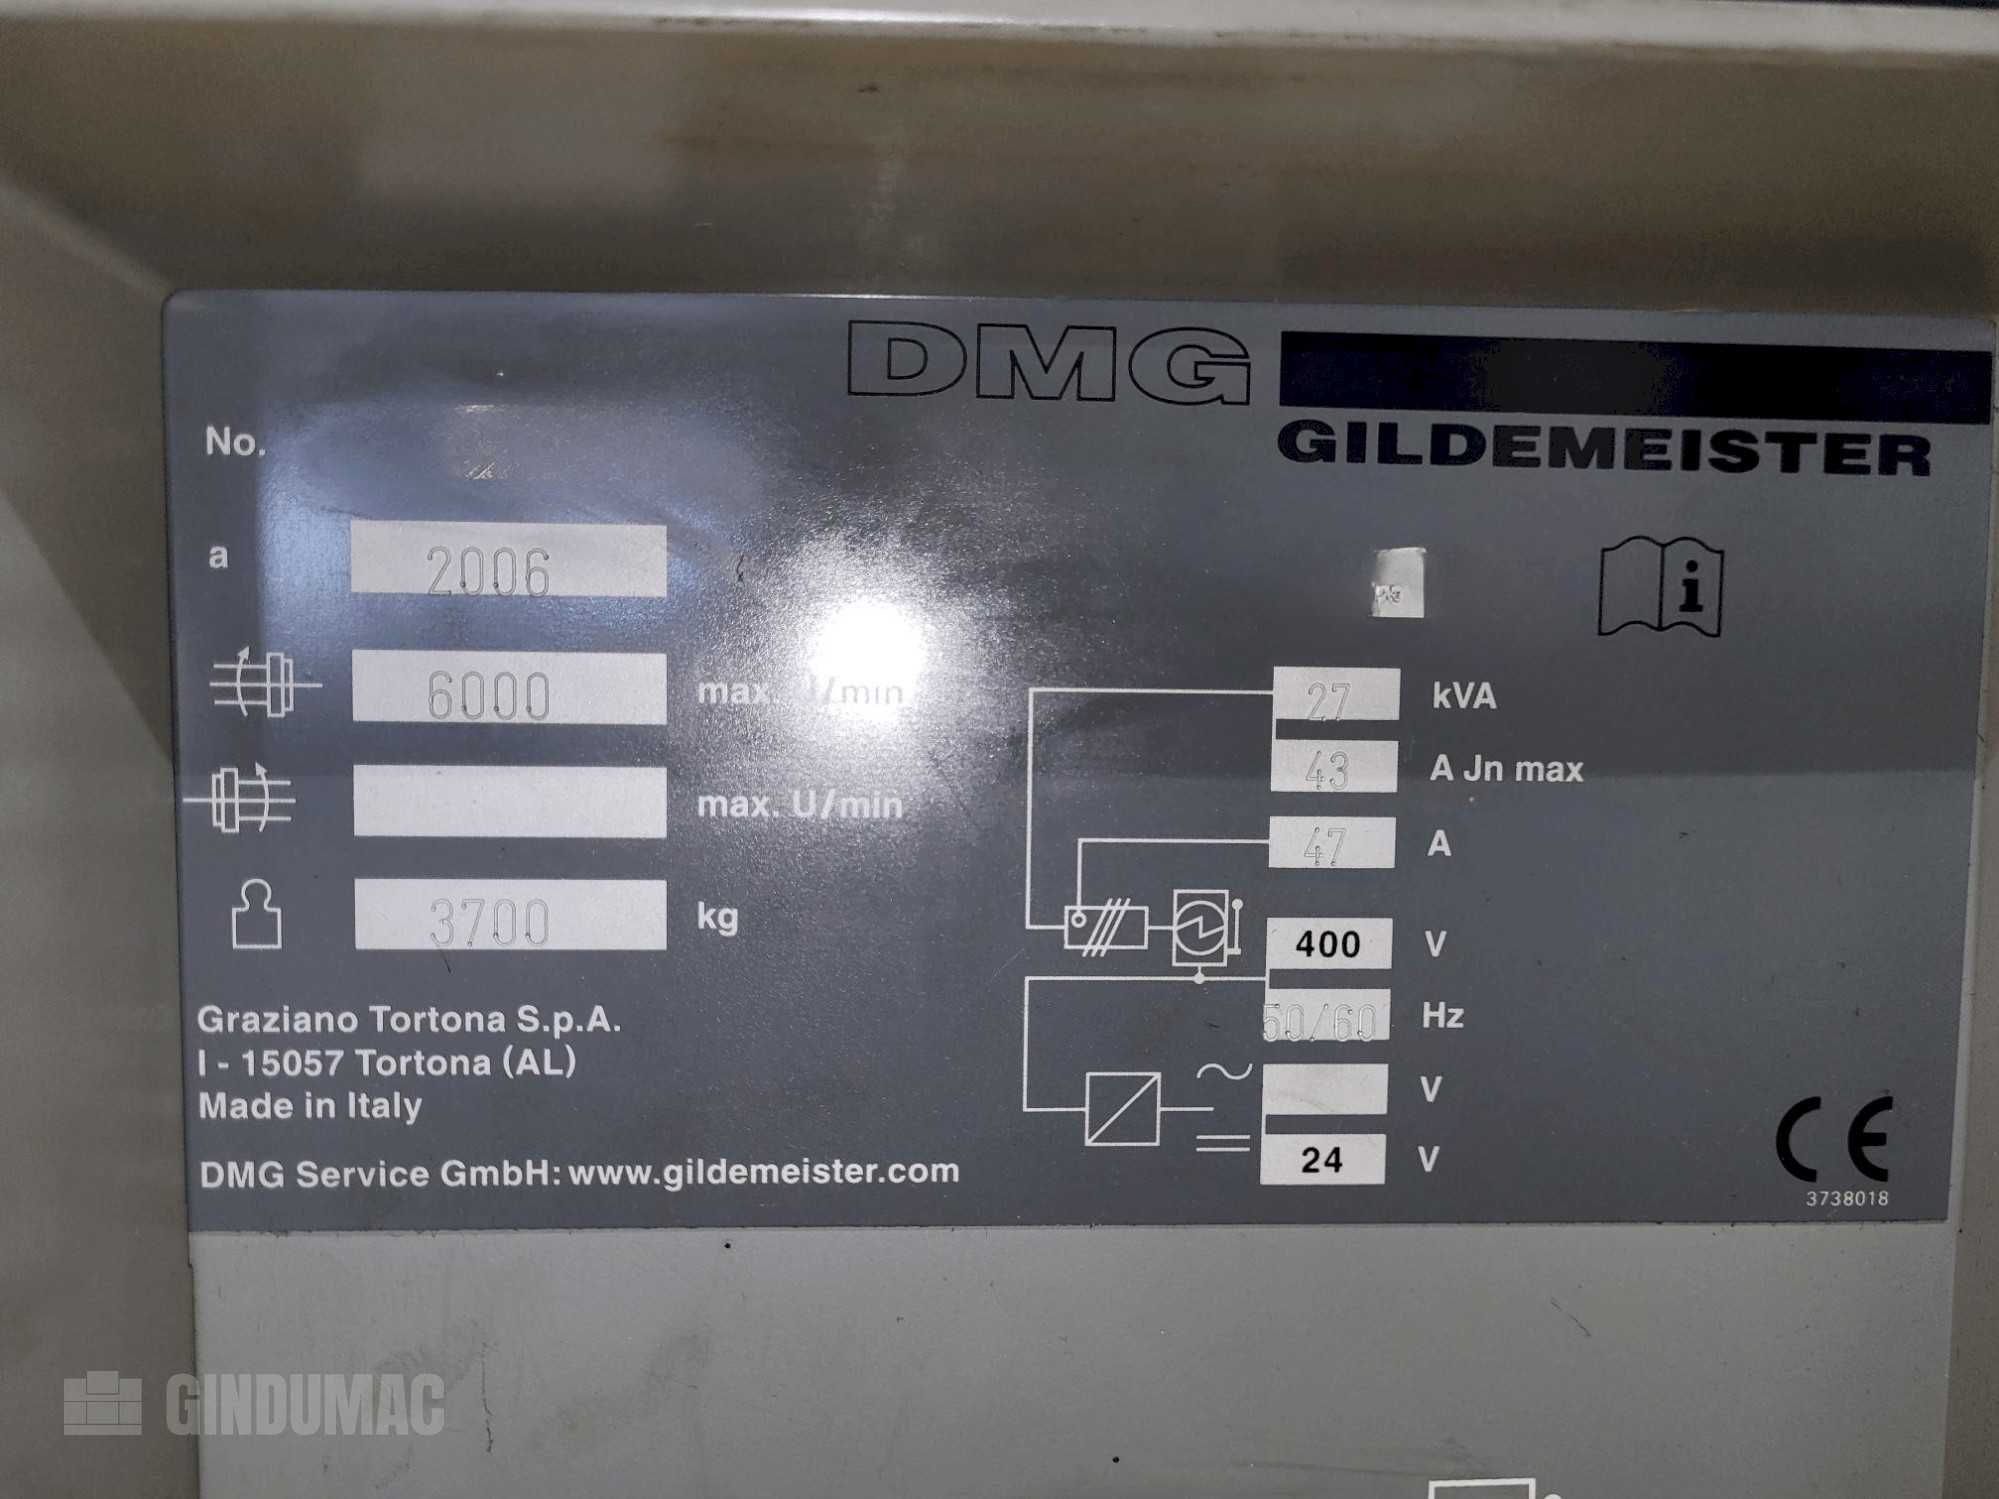 DMG
GILDEMEISTER
No.
a 2006
6000 max. U/min
max. U/min
3700 kg
27 kVA
43 A Jn max
47 A
400 V
50/60 Hz
V
24 V
Graziano Tortona S.p.A.
I - 15057 Tortona (AL)
Made in Italy
DMG Service GmbH: www.gildemeister.com
i
CE
3738018
GINDUMAC